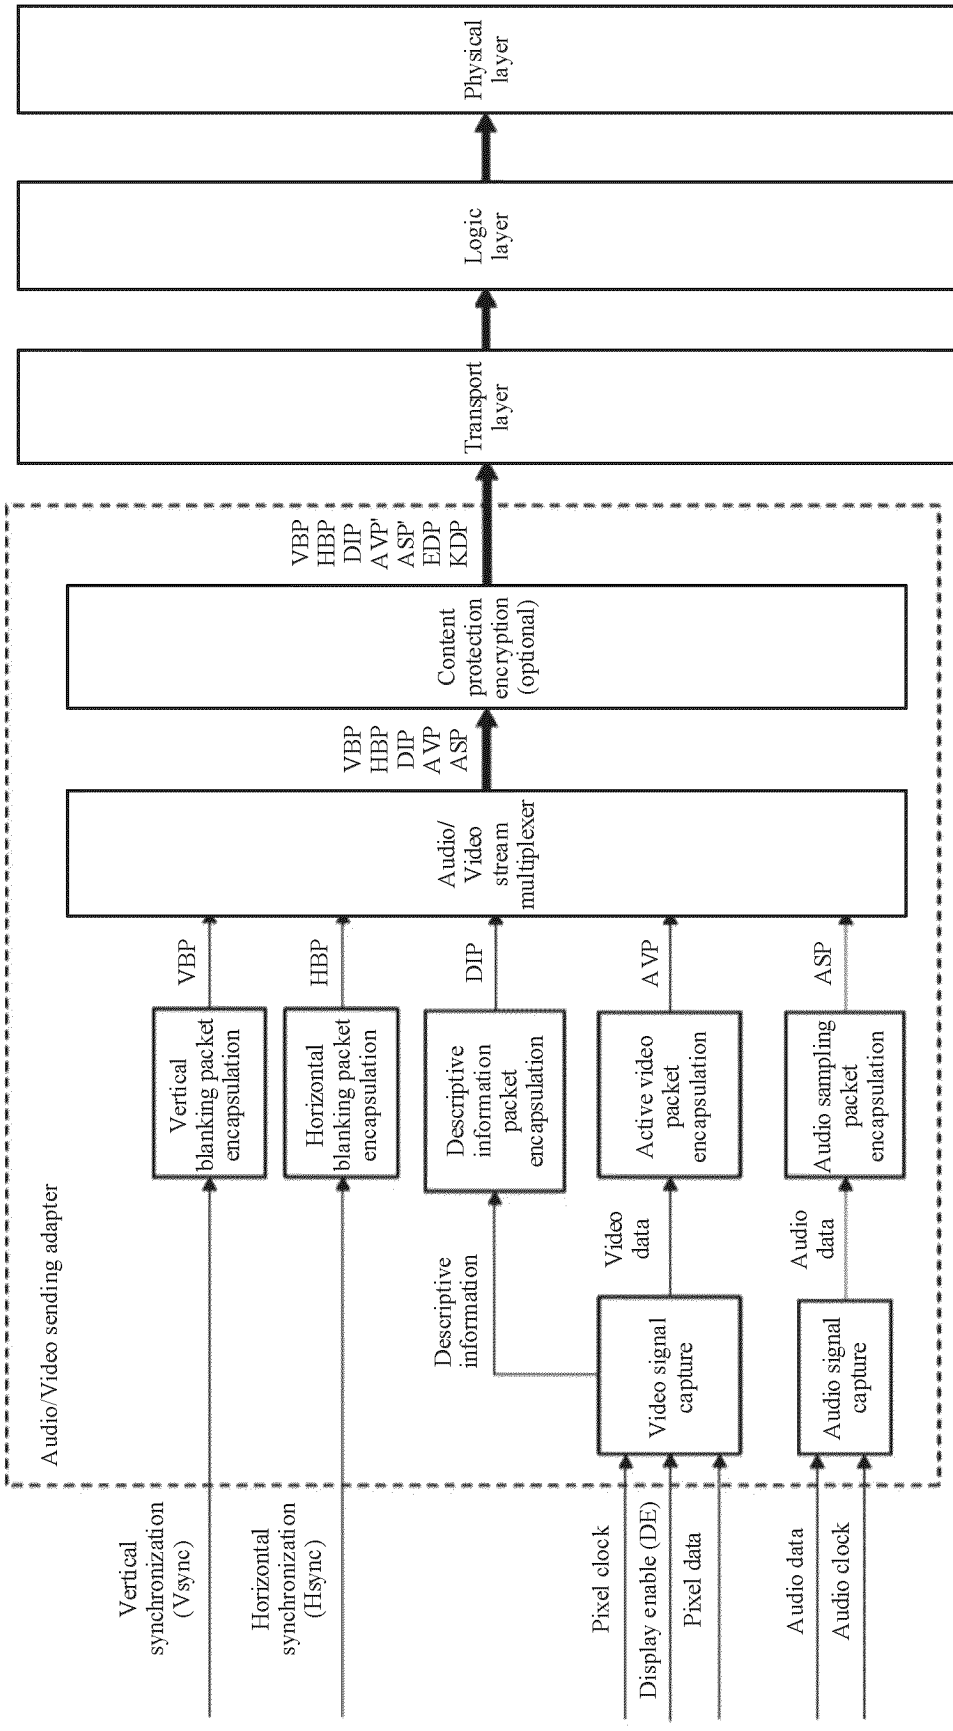 Audio/Video sending adapter
Vertical
synchronization
(Vsync)
Horizontal
synchronization
(Hsync)
Pixel clock
Display enable (DE)
Pixel data
Audio data
Audio clock
Video signal
capture
Audio signal
capture
Descriptive
information
Video
data
Audio
data
Vertical
blanking packet
encapsulation
Horizontal
blanking packet
encapsulation
Descriptive
information
packet
encapsulation
Active video
packet
encapsulation
Audio sampling
packet
encapsulation
VBP
HBP
DIP
AVP
ASP
Audio/
Video
stream
multiplexer
VBP
HBP
DIP
AVP
ASP
Content
protection
encryption
(optional)
VBP
HBP
DIP
AVP'
ASP'
EDP
KDP
Transport
layer
Logic
layer
Physical
layer